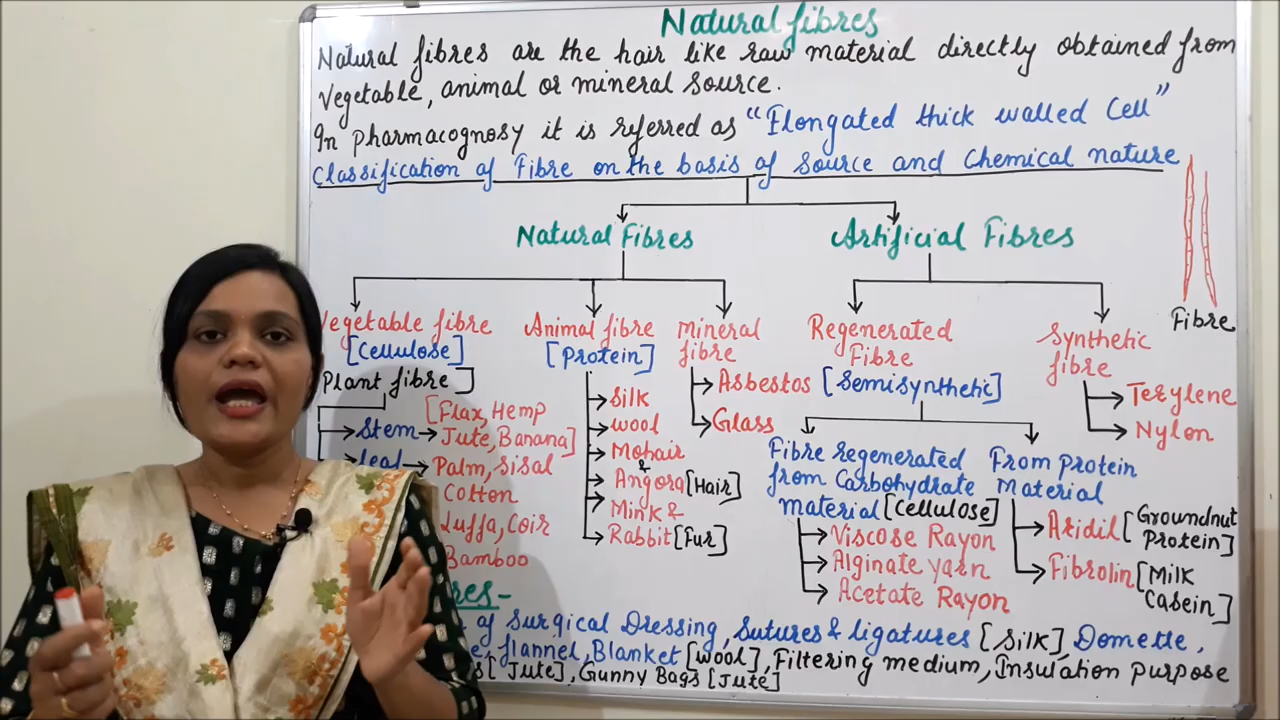 Natural fibres
Natural fibres are the hair like raw material directly obtained from
Vegetable, animal or mineral source.
In pharmacognosy it is referred as "Elongated thick walled Cell"
Classification of Fibre on the basis of Source and Chemical nature
Natural Fibres
Artificial Fibres
Vegetable fibre
[Cellulose]
Plant fibre]
Stem → [Flax, Hemp
Jute, Banana]
Leaf → Palm, Sisal
Cotton
Luffa, Coir
Bamboo
Animal fibre
[Protein]
Silk
Wool
Mohair
&
Angora [Hair]
Mink &
Rabbit [Fur]
Mineral
fibre
Asbestos
Glass
Regenerated
Fibre
[Semisynthetic]
Fibre regenerated
from Carbohydrate
material [Cellulose]
Viscose Rayon
Alginate yarn
Acetate Rayon
From protein
Material
Aridil [Groundnut
Protein]
Fibrolin [Milk
Casein]
Synthetic
fibre
Terylene
Nylon
Fibre
res-
of Surgical Dressing, Sutures & ligatures [Silk] Domette,
e, flannel, Blanket [wool], Filtering medium, Insulation purpose
s [Jute], Gunny Bags [Jute]